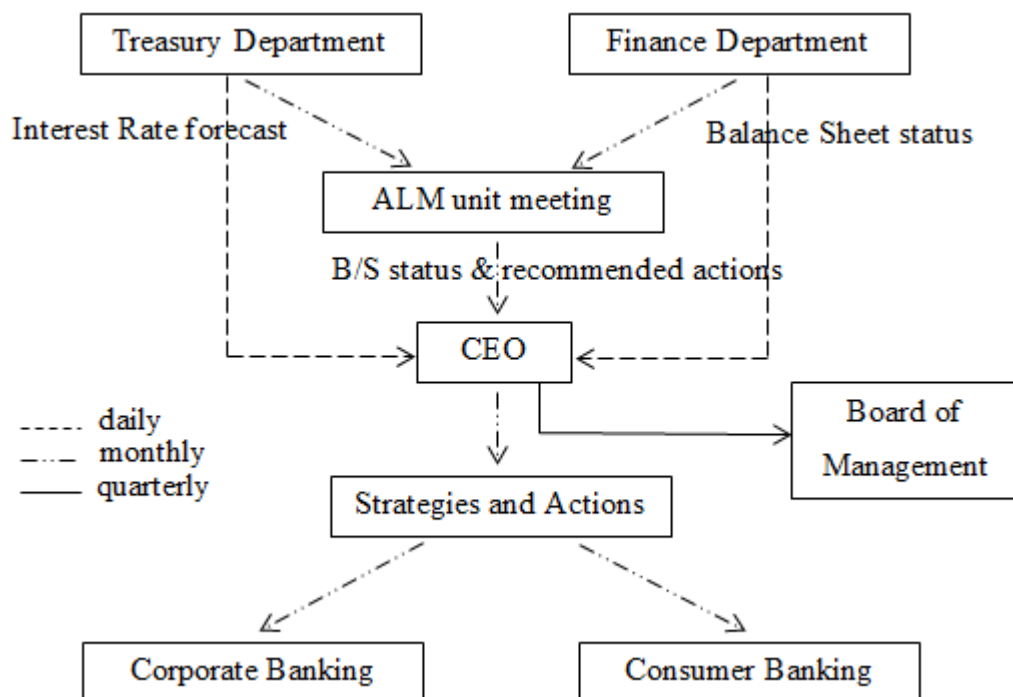 Treasury Department
Finance Department
Interest Rate forecast
Balance Sheet status
ALM unit meeting
B/S status & recommended actions
CEO
daily
monthly
quarterly
Board of
Management
Strategies and Actions
Corporate Banking
Consumer Banking